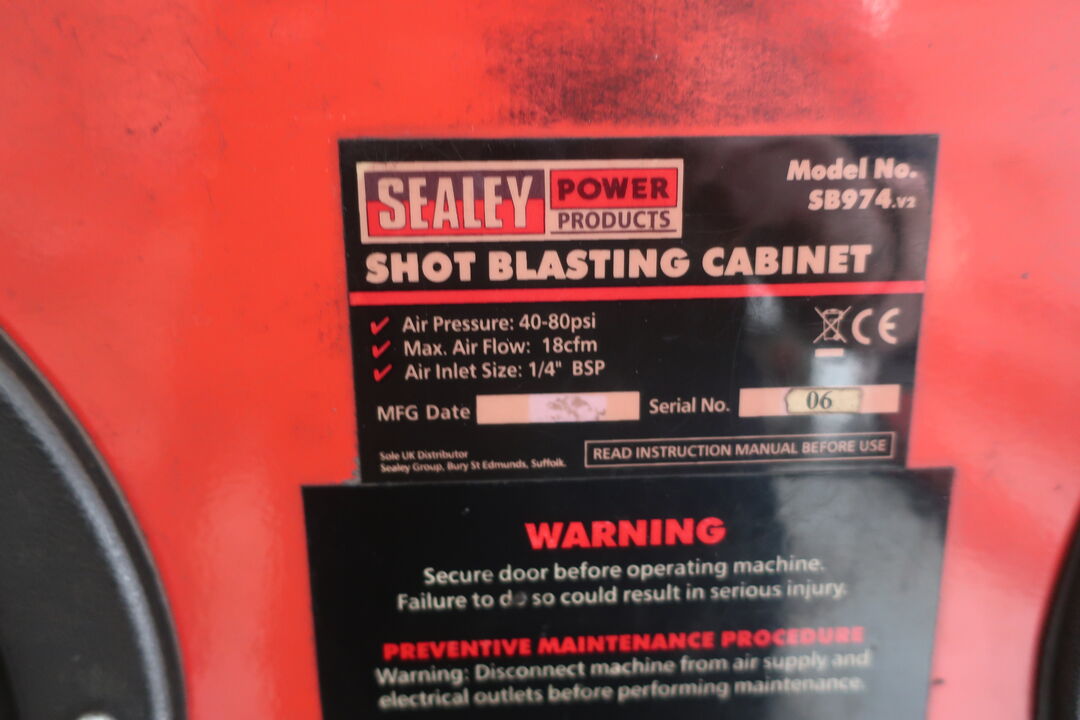 SEALEY POWER PRODUCTS
Model No.
SB974.V2
SHOT BLASTING CABINET
✔ Air Pressure: 40-80psi
✔ Max. Air Flow: 18cfm
✔ Air Inlet Size: 1/4" BSP
CE
MFG Date
Serial No. 06
Sole UK Distributor
Sealey Group, Bury St Edmunds, Suffolk.
READ INSTRUCTION MANUAL BEFORE USE
WARNING
Secure door before operating machine.
Failure to do so could result in serious injury.
PREVENTIVE MAINTENANCE PROCEDURE
Warning: Disconnect machine from air supply and
electrical outlets before performing maintenance.